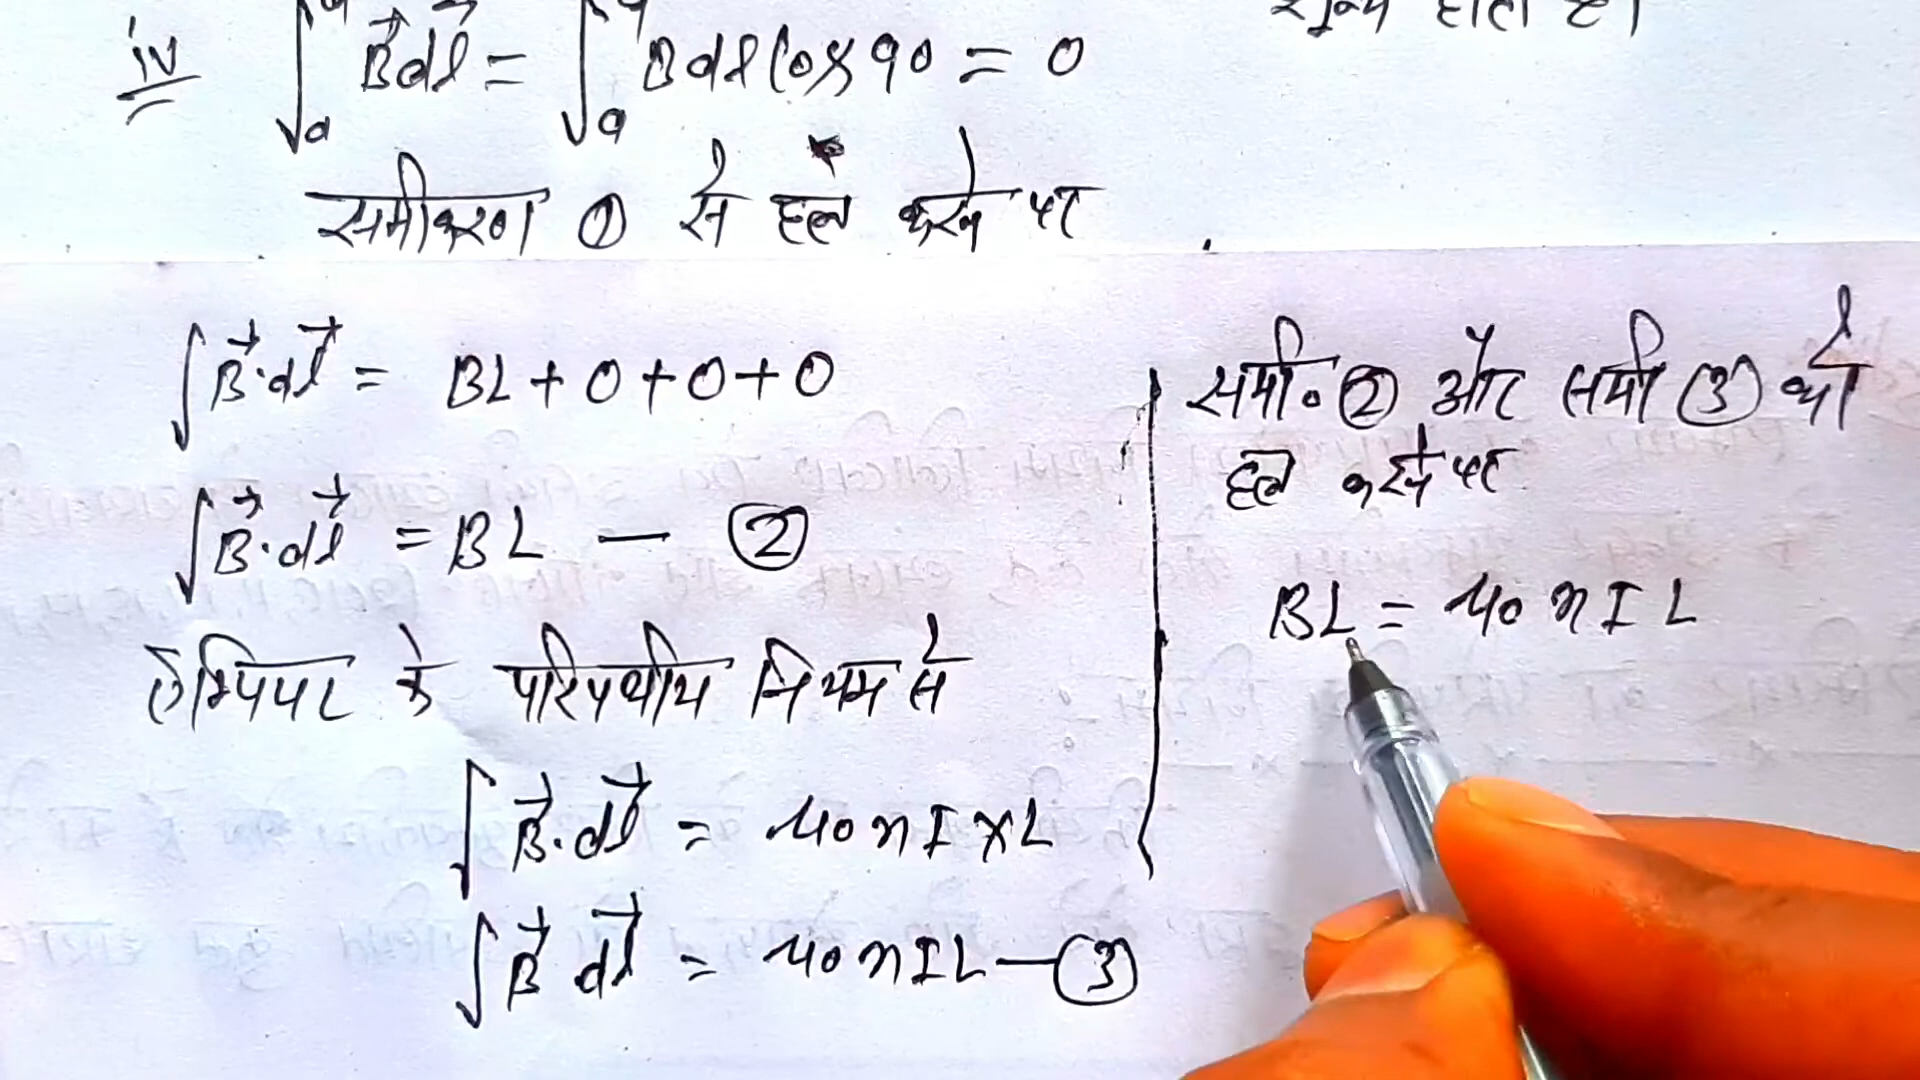 शून्य होता है।
iv ∫ₐ B⃗ dl⃗ = ∫ₐ B dl Cos 90 = 0
समीकरण ① से हल करने पर
∫ B⃗·dl⃗ = BL + 0 + 0 + 0
∫ B⃗·dl⃗ = BL — ②
ऐम्पियर के परिपथीय नियम से
∫ B⃗·dl⃗ = μ0 n I × L
∫ B⃗ dl⃗ = μ0 n I L — ③
समी० ② और समी ③ को
हल करने पर
BL = μ0 n I L